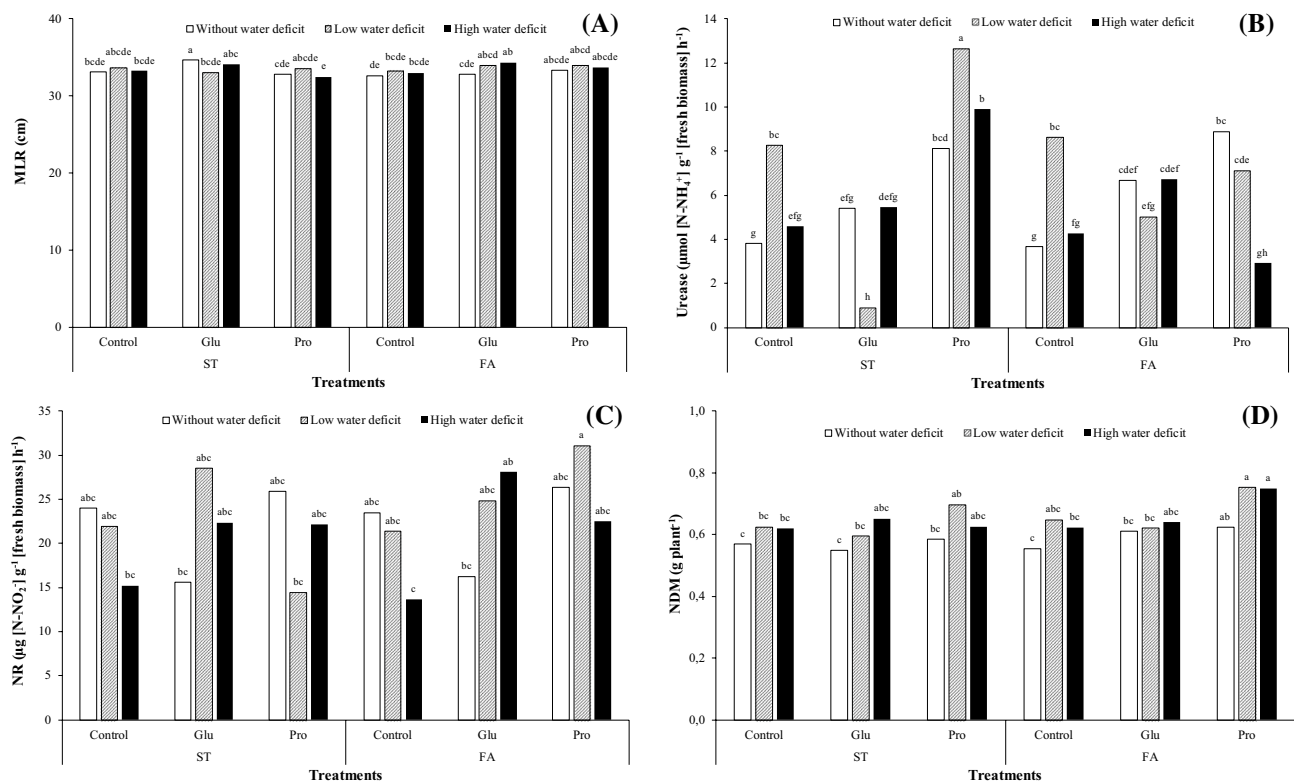 (A)
Without water deficit Low water deficit High water deficit
40
35
30
25
20
15
10
5
0
MLR (cm)
bcde abcde bcde a bcde abc cde abcde e de bcde bcde cde abcd ab abcde abcd abcde
Control Glu Pro Control Glu Pro
ST FA
Treatments
(B)
Without water deficit Low water deficit High water deficit
14
12
10
8
6
4
2
0
Urease (µmol [N-NH₄⁺] g⁻¹ [fresh biomass] h⁻¹)
g bc efg efg h defg bcd a b g bc fg cdef efg cdef bc cde gh
Control Glu Pro Control Glu Pro
ST FA
Treatments
(C)
Without water deficit Low water deficit High water deficit
35
30
25
20
15
10
5
0
NR (µg [N-NO₂⁻] g⁻¹ [fresh biomass] h⁻¹)
abc abc bc bc abc abc abc bc abc abc abc c bc abc ab abc a abc
Control Glu Pro Control Glu Pro
ST FA
Treatments
(D)
Without water deficit Low water deficit High water deficit
1,0
0,8
0,6
0,4
0,2
0,0
NDM (g plant⁻¹)
c bc bc c bc abc bc ab abc c abc bc bc bc abc ab a a
Control Glu Pro Control Glu Pro
ST FA
Treatments